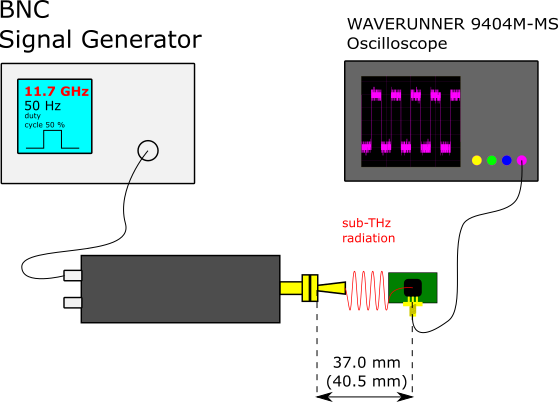 BNC
Signal Generator
11.7 GHz
50 Hz
duty
cycle 50 %
WAVERUNNER 9404M-MS
Oscilloscope
sub-THz
radiation
37.0 mm
(40.5 mm)